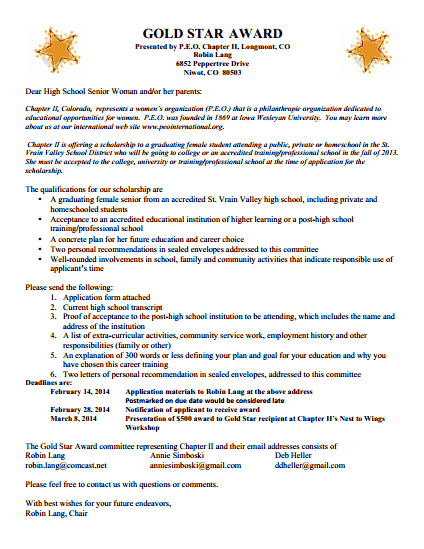 GOLD STAR AWARD
Presented by P.E.O. Chapter II, Longmont, CO
Robin Lang
6852 Peppertree Drive
Niwot, CO 80503
Dear High School Senior Woman and/or her parents:
Chapter II, Colorado, represents a women's organization (P.E.O.) that is a philanthropic organization dedicated to
educational opportunities for women. P.E.O. was founded in 1869 at Iowa Wesleyan University. You may learn more
about us at our international web site www.peointernational.org.
Chapter II is offering a scholarship to a graduating female student attending a public, private or homeschool in the St.
Vrain Valley School District who will be going to college or an accredited training/professional school in the fall of 2013.
She must be accepted to the college, university or training/professional school at the time of application for the
scholarship.
The qualifications for our scholarship are
• A graduating female senior from an accredited St. Vrain Valley high school, including private and
homeschooled students
• Acceptance to an accredited educational institution of higher learning or a post-high school
training/professional school
• A concrete plan for her future education and career choice
• Two personal recommendations in sealed envelopes addressed to this committee
• Well-rounded involvements in school, family and community activities that indicate responsible use of
applicant's time
Please send the following:
1. Application form attached
2. Current high school transcript
3. Proof of acceptance to the post-high school institution to be attending, which includes the name and
address of the institution
4. A list of extra-curricular activities, community service work, employment history and other
responsibilities (family or other)
5. An explanation of 300 words or less defining your plan and goal for your education and why you
have chosen this career training
6. Two letters of personal recommendation in sealed envelopes, addressed to this committee
Deadlines are:
February 14, 2014 Application materials to Robin Lang at the above address
Postmarked on due date would be considered late
February 28, 2014 Notification of applicant to receive award
March 8, 2014 Presentation of $500 award to Gold Star recipient at Chapter II's Nest to Wings
Workshop
The Gold Star Award committee representing Chapter II and their email addresses consists of
Robin Lang Annie Simboski Deb Heller
robin.lang@comcast.net anniesimboski@gmail.com ddheller@gmail.com
Please feel free to contact us with questions or comments.
With best wishes for your future endeavors,
Robin Lang, Chair